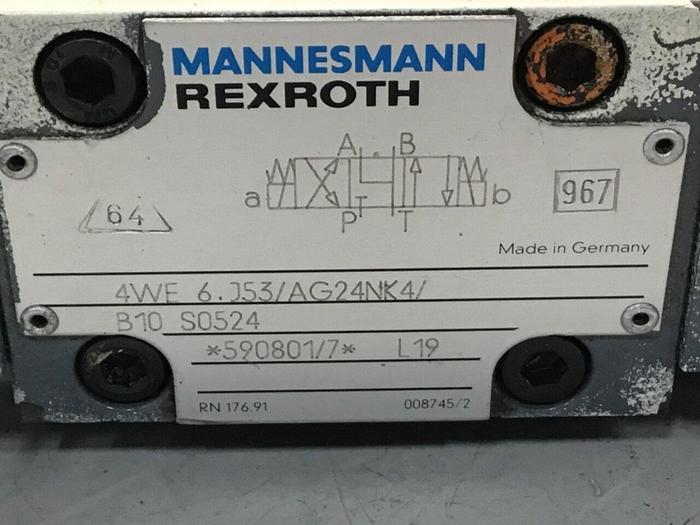 MANNESMANN
REXROTH
A B
a b
P T
64
967
Made in Germany
4WE 6.J53/AG24NK4/
B10 S0524
*590801/7* L19
RN 176.91 008745/2